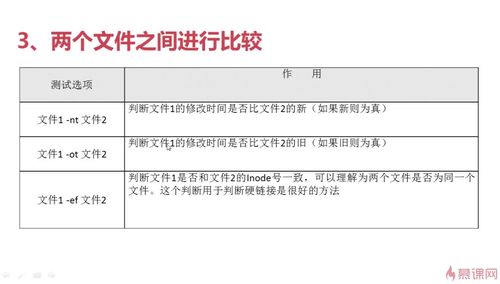 3、两个文件之间进行比较
测试选项
作 用
文件1 -nt 文件2
判断文件1的修改时间是否比文件2的新（如果新则为真）
文件1 -ot 文件2
判断文件1的修改时间是否比文件2的旧（如果旧则为真）
文件1 -ef 文件2
判断文件1是否和文件2的Inode号一致，可以理解为两个文件是否为同一个
文件。这个判断用于判断硬链接是很好的方法
慕课网